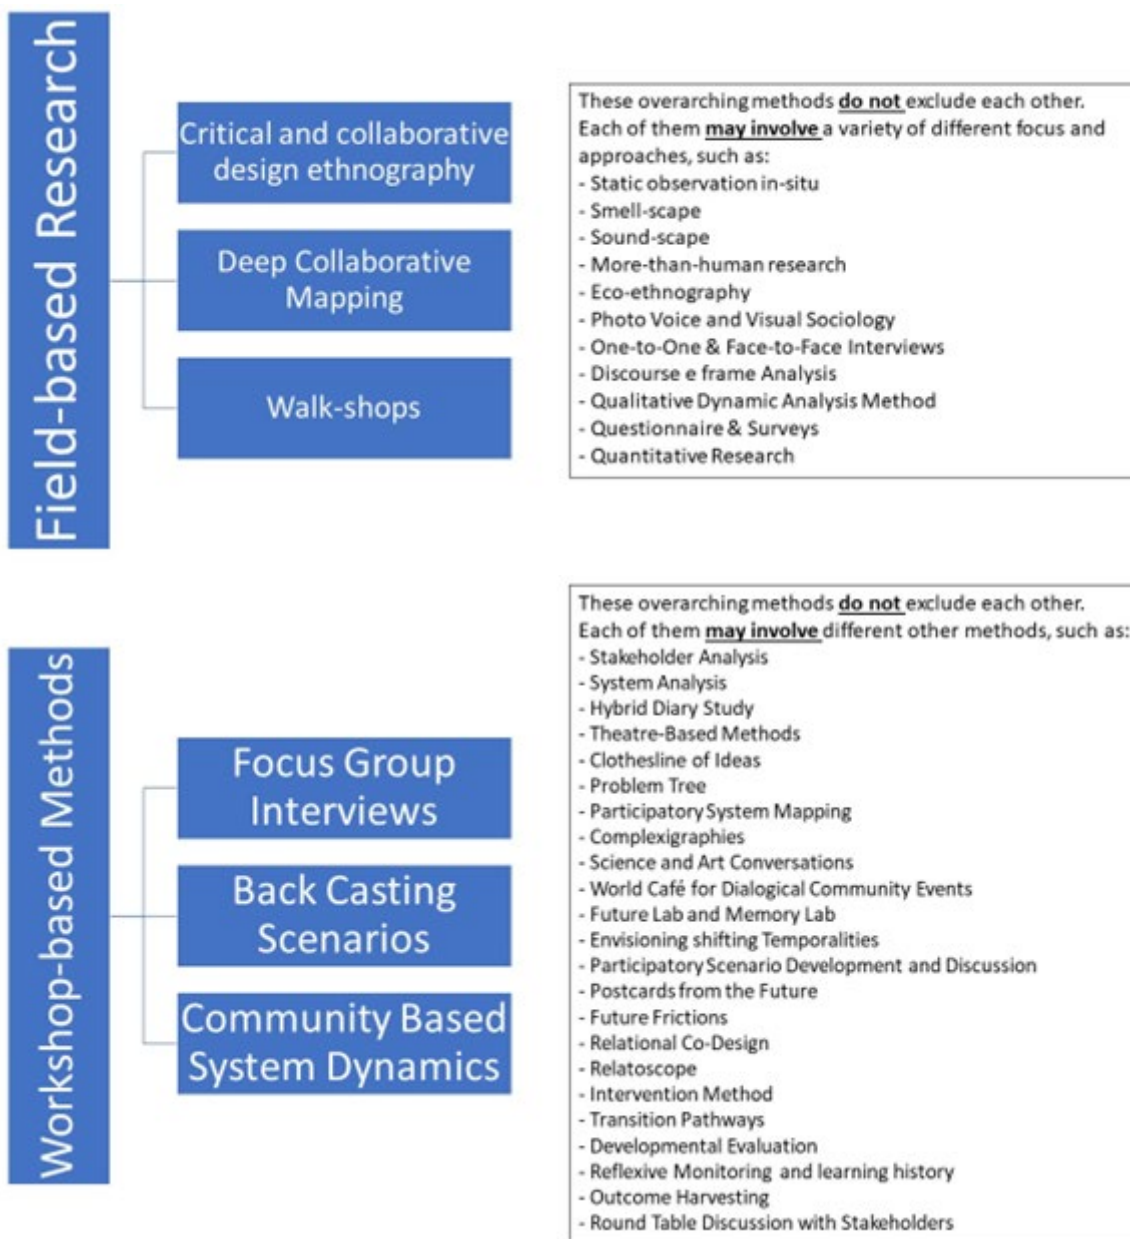 Field-based Research
Critical and collaborative
design ethnography
Deep Collaborative
Mapping
Walk-shops
These overarching methods do not exclude each other.
Each of them may involve a variety of different focus and
approaches, such as:
- Static observation in-situ
- Smell-scape
- Sound-scape
- More-than-human research
- Eco-ethnography
- Photo Voice and Visual Sociology
- One-to-One & Face-to-Face Interviews
- Discourse e frame Analysis
- Qualitative Dynamic Analysis Method
- Questionnaire & Surveys
- Quantitative Research
Workshop-based Methods
Focus Group
Interviews
Back Casting
Scenarios
Community Based
System Dynamics
These overarching methods do not exclude each other.
Each of them may involve different other methods, such as:
- Stakeholder Analysis
- System Analysis
- Hybrid Diary Study
- Theatre-Based Methods
- Clothesline of Ideas
- Problem Tree
- Participatory System Mapping
- Complexigraphies
- Science and Art Conversations
- World Café for Dialogical Community Events
- Future Lab and Memory Lab
- Envisioning shifting Temporalities
- Participatory Scenario Development and Discussion
- Postcards from the Future
- Future Frictions
- Relational Co-Design
- Relatoscope
- Intervention Method
- Transition Pathways
- Developmental Evaluation
- Reflexive Monitoring and learning history
- Outcome Harvesting
- Round Table Discussion with Stakeholders